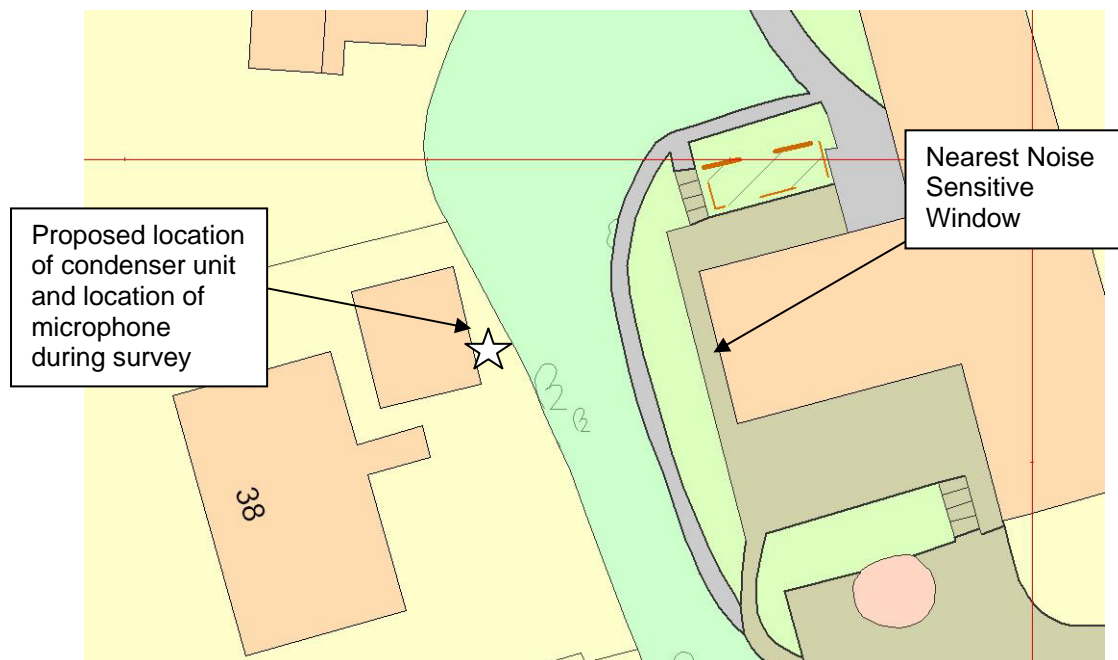 Proposed location
of condenser unit
and location of
microphone
during survey
Nearest Noise
Sensitive
Window
38